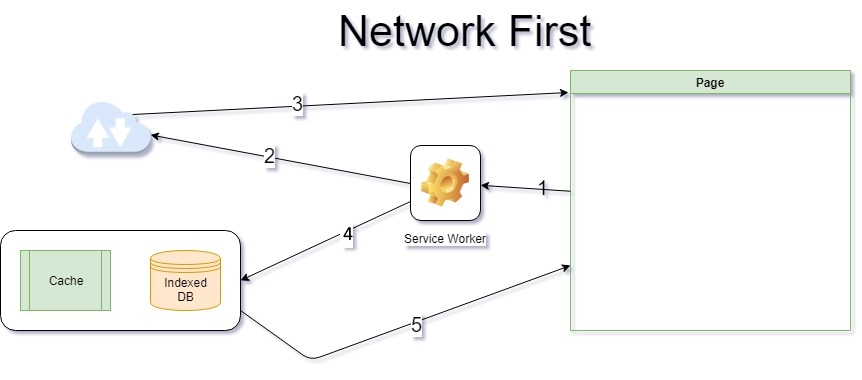 Network First
Page
3
2
1
4
Service Worker
Cache
Indexed
DB
5